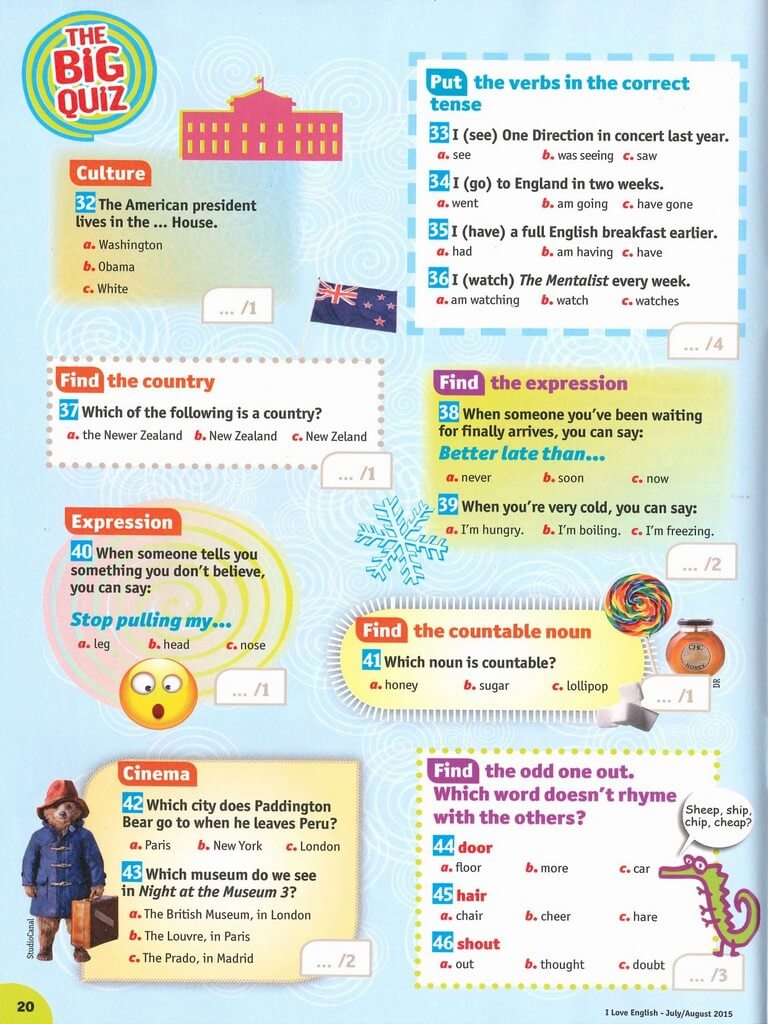 THE
BiG
QUIZ
Culture
32 The American president
lives in the ... House.
a. Washington
b. Obama
c. White
... /1
Put the verbs in the correct
tense
33 I (see) One Direction in concert last year.
a. see b. was seeing c. saw
34 I (go) to England in two weeks.
a. went b. am going c. have gone
35 I (have) a full English breakfast earlier.
a. had b. am having c. have
36 I (watch) The Mentalist every week.
a. am watching b. watch c. watches
... /4
Find the country
37 Which of the following is a country?
a. the Newer Zealand b. New Zealand c. New Zeland
... /1
Find the expression
38 When someone you've been waiting
for finally arrives, you can say:
Better late than...
a. never b. soon c. now
39 When you're very cold, you can say:
a. I'm hungry. b. I'm boiling. c. I'm freezing.
... /2
Expression
40 When someone tells you
something you don't believe,
you can say:
Stop pulling my...
a. leg b. head c. nose
... /1
Find the countable noun
41 Which noun is countable?
a. honey b. sugar c. lollipop
... /1
CHC
HONEY
DR
Cinema
42 Which city does Paddington
Bear go to when he leaves Peru?
a. Paris b. New York c. London
43 Which museum do we see
in Night at the Museum 3?
a. The British Museum, in London
b. The Louvre, in Paris
c. The Prado, in Madrid
... /2
StudioCanal
Find the odd one out.
Which word doesn't rhyme
with the others?
Sheep, ship,
chip, cheap?
44 door
a. floor b. more c. car
45 hair
a. chair b. cheer c. hare
46 shout
a. out b. thought c. doubt
... /3
20
I Love English - July/August 2015